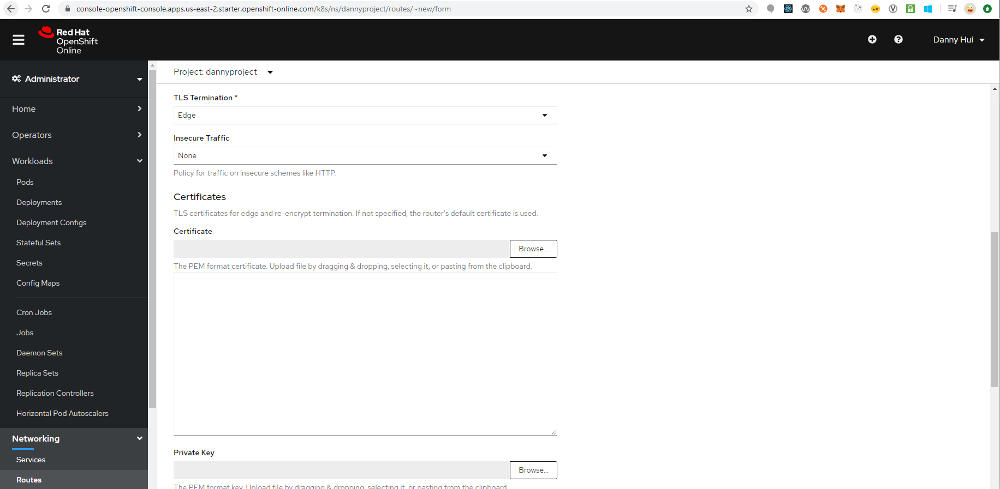 console-openshift-console.apps.us-east-2.starter.openshift-online.com/k8s/ns/dannyproject/routes/~new/form
Red Hat
OpenShift
Online
Danny Hui
Administrator
Home
Operators
Workloads
Pods
Deployments
Deployment Configs
Stateful Sets
Secrets
Config Maps
Cron Jobs
Jobs
Daemon Sets
Replica Sets
Replication Controllers
Horizontal Pod Autoscalers
Networking
Services
Routes
Project: dannyproject
TLS Termination *
Edge
Insecure Traffic
None
Policy for traffic on insecure schemes like HTTP.
Certificates
TLS certificates for edge and re-encrypt termination. If not specified, the router's default certificate is used.
Certificate
Browse...
The PEM format certificate. Upload file by dragging & dropping, selecting it, or pasting from the clipboard.
Private Key
Browse...
The PEM format key. Upload file by dragging & dropping, selecting it, or pasting from the clipboard.